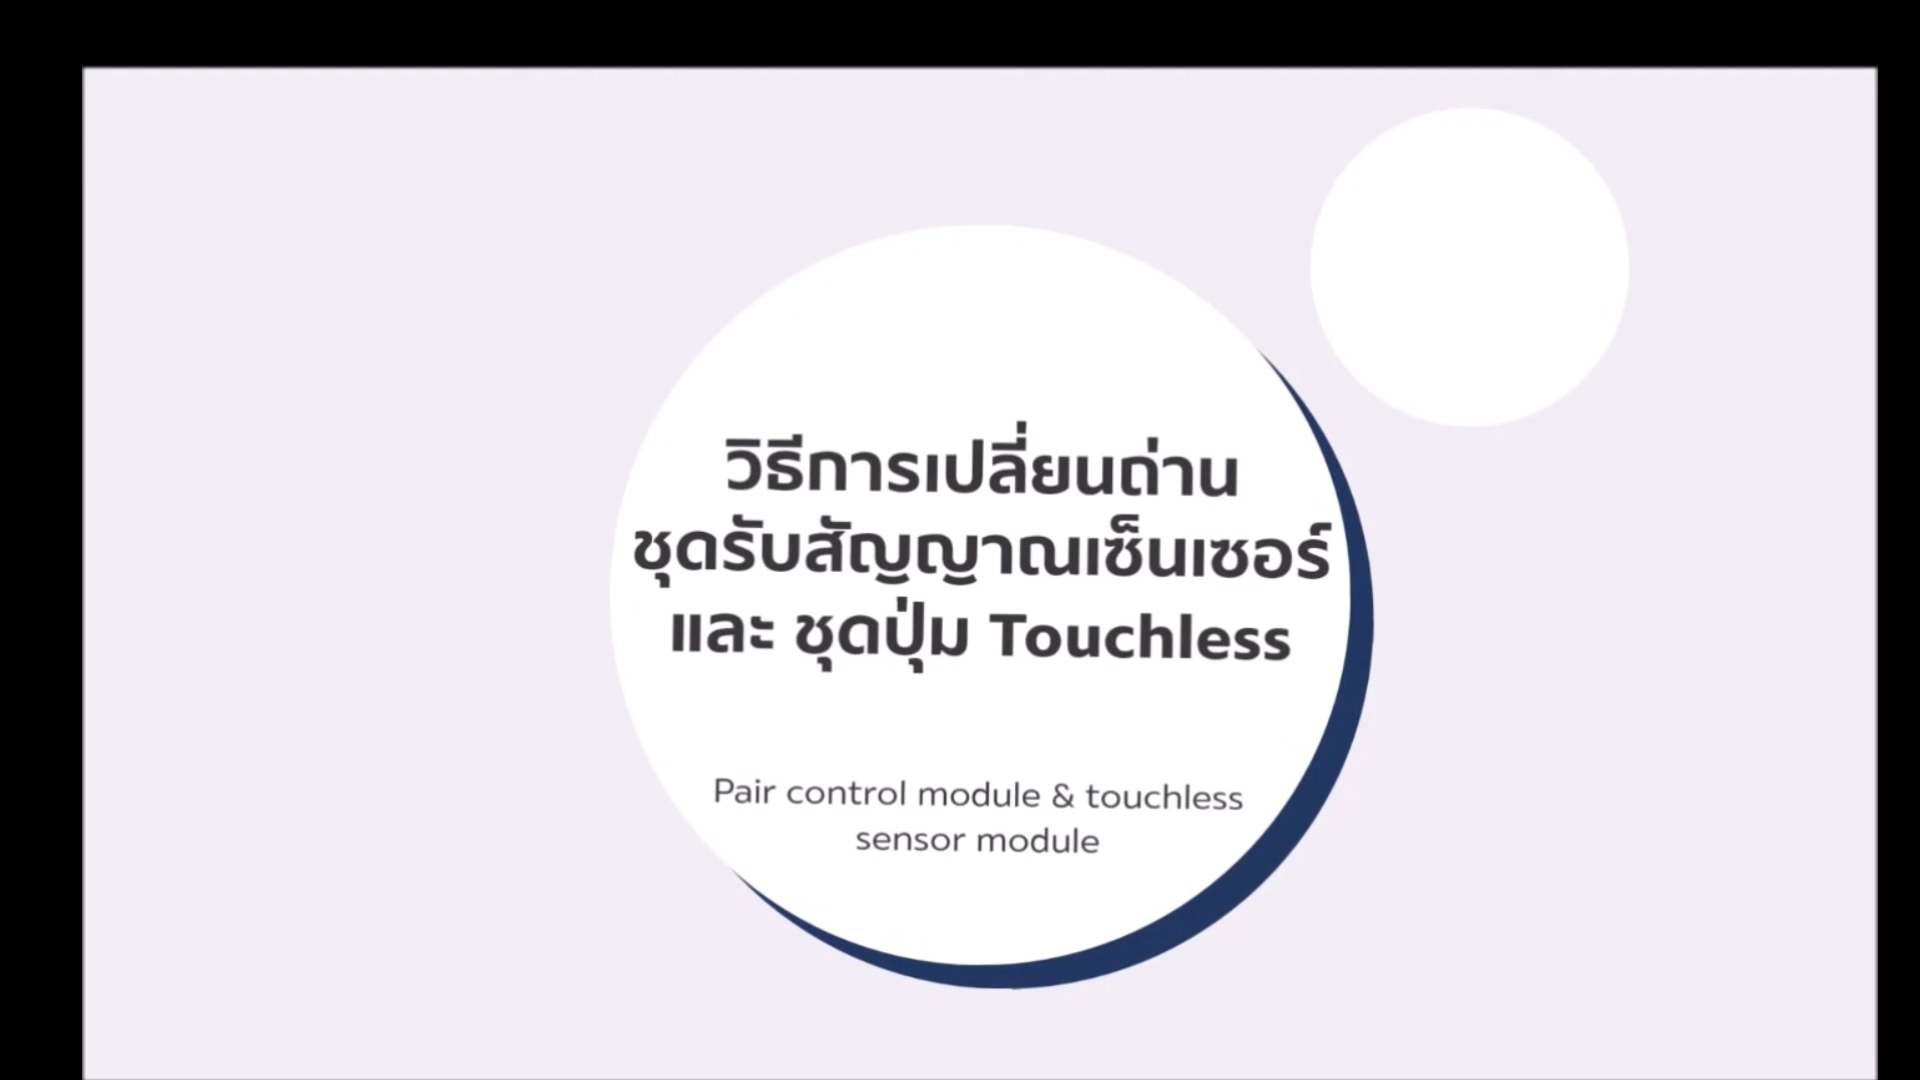 วิธีการเปลี่ยนถ่าน
ชุดรับสัญญาณเซ็นเซอร์
และ ชุดปุ่ม Touchless
Pair control module & touchless
sensor module